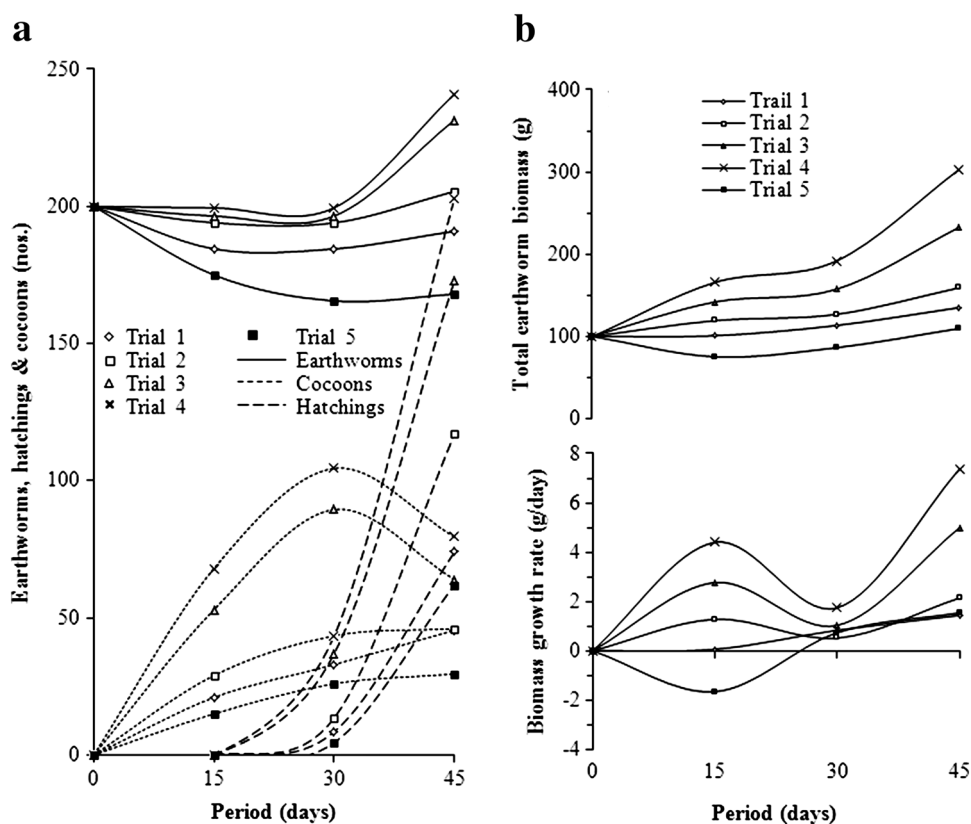 a
Earthworms, hatchings & cocoons (nos.)
250
200
150
100
50
0
Trial 1
Trial 2
Trial 3
Trial 4
Trial 5
Earthworms
Cocoons
Hatchings
0 15 30 45
Period (days)
b
Total earthworm biomass (g)
400
300
200
100
0
Trail 1
Trial 2
Trial 3
Trial 4
Trial 5
Biomass growth rate (g/day)
8
6
4
2
0
-2
-4
0 15 30 45
Period (days)